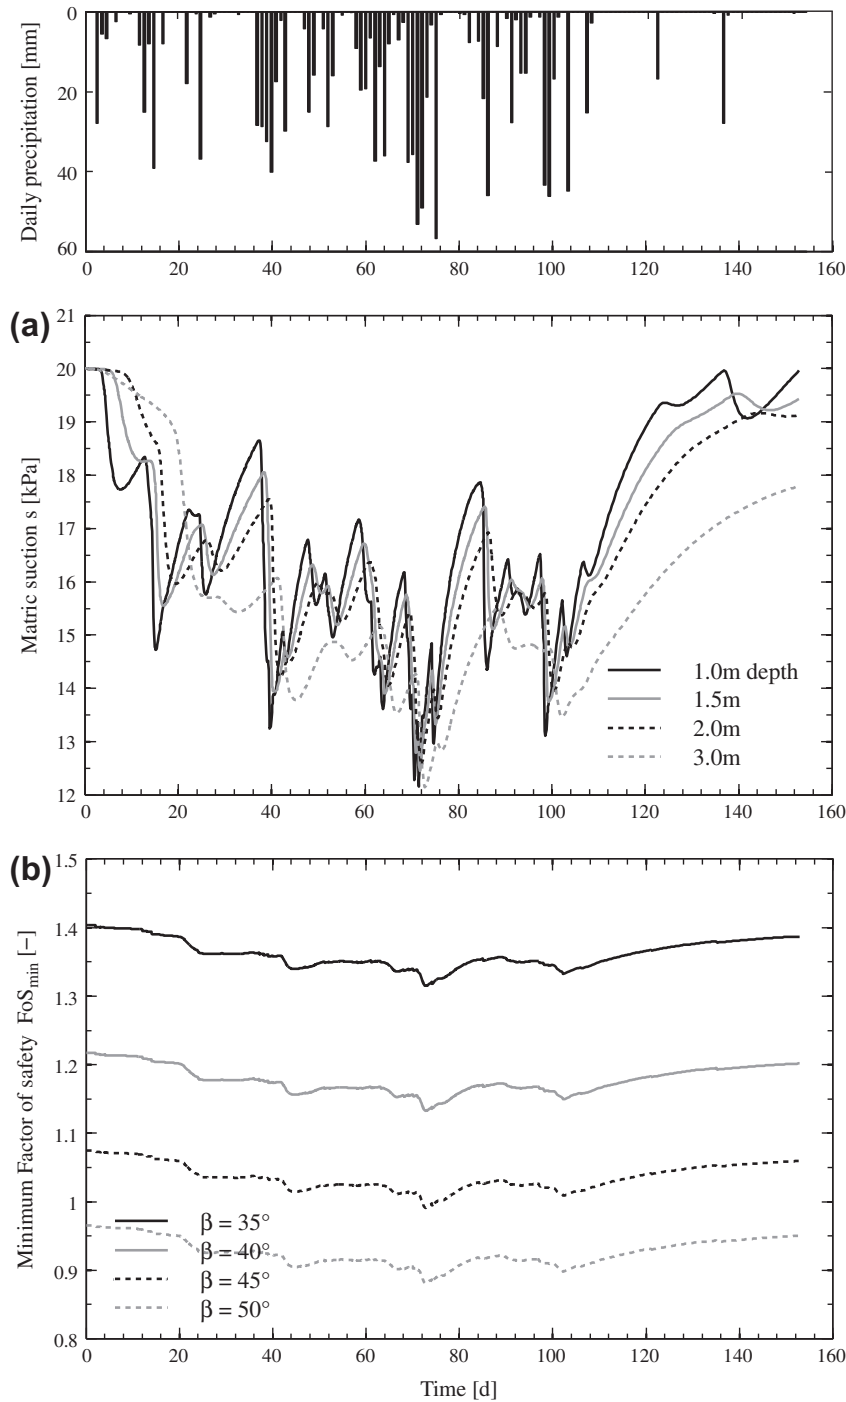 0
20
40
60
Daily precipitation [mm]
0 20 40 60 80 100 120 140 160
(a)
21
20
19
18
17
16
15
14
13
12
Matric suction s [kPa]
1.0m depth
1.5m
2.0m
3.0m
0 20 40 60 80 100 120 140 160
(b)
1.5
1.4
1.3
1.2
1.1
1
0.9
0.8
Minimum Factor of safety FoSmin [−]
β = 35°
β = 40°
β = 45°
β = 50°
0 20 40 60 80 100 120 140 160
Time [d]